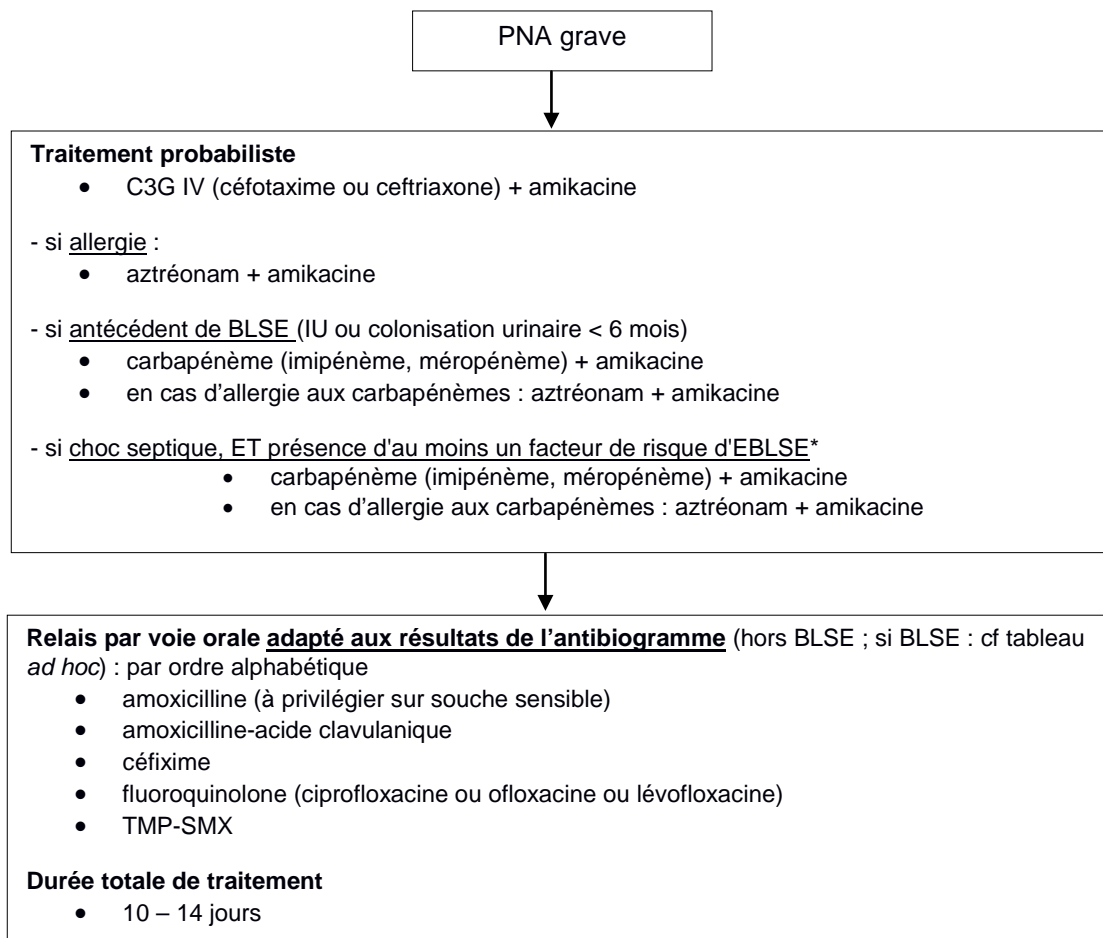 PNA grave
Traitement probabiliste
• C3G IV (céfotaxime ou ceftriaxone) + amikacine
- si allergie :
• aztréonam + amikacine
- si antécédent de BLSE (IU ou colonisation urinaire < 6 mois)
• carbapénème (imipénème, méropénème) + amikacine
• en cas d'allergie aux carbapénèmes : aztréonam + amikacine
- si choc septique, ET présence d'au moins un facteur de risque d'EBLSE*
• carbapénème (imipénème, méropénème) + amikacine
• en cas d'allergie aux carbapénèmes : aztréonam + amikacine
Relais par voie orale adapté aux résultats de l'antibiogramme (hors BLSE ; si BLSE : cf tableau
ad hoc) : par ordre alphabétique
• amoxicilline (à privilégier sur souche sensible)
• amoxicilline-acide clavulanique
• céfixime
• fluoroquinolone (ciprofloxacine ou ofloxacine ou lévofloxacine)
• TMP-SMX
Durée totale de traitement
• 10 – 14 jours